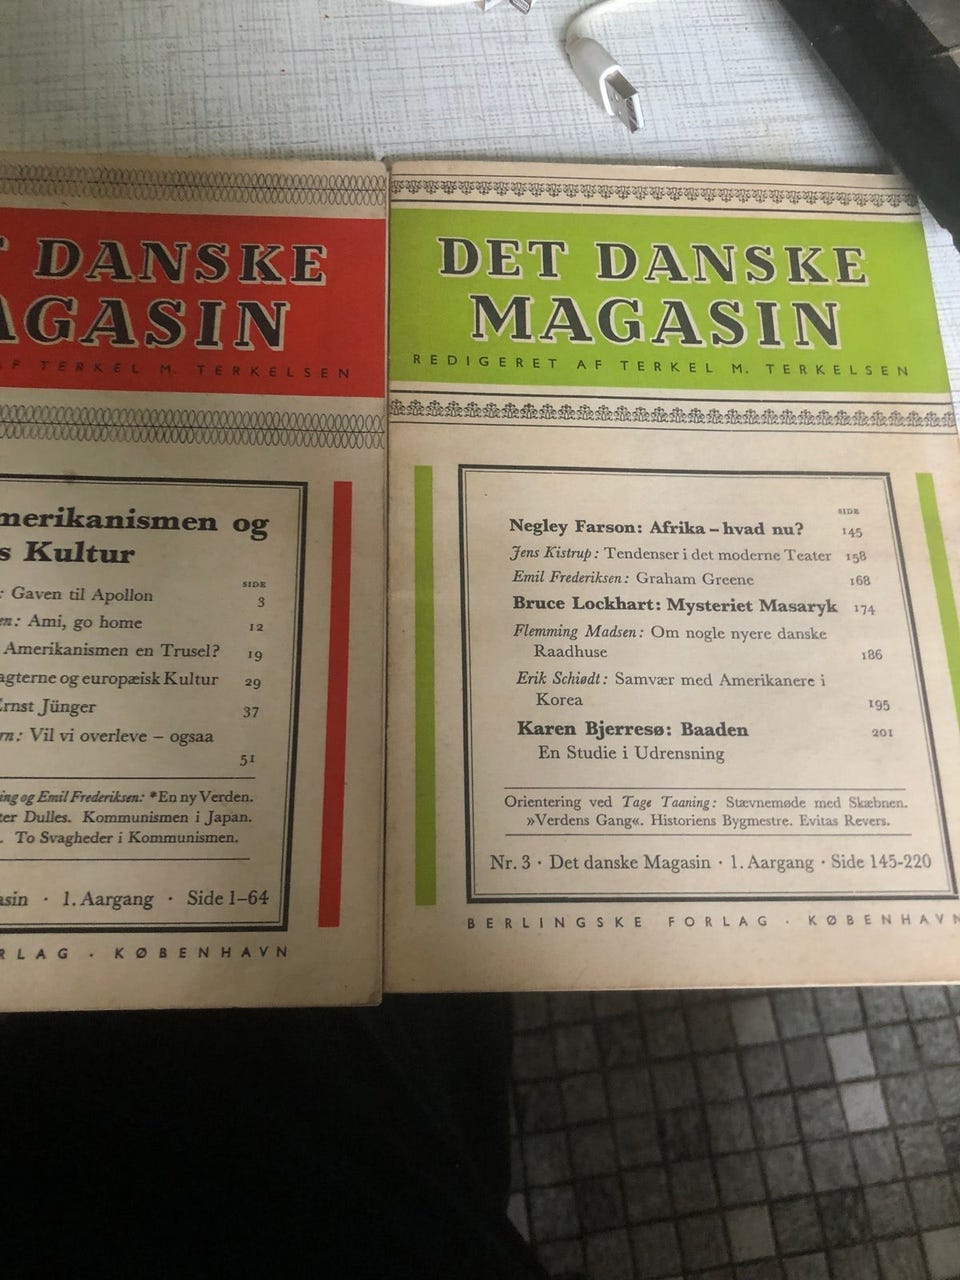 DANSKE
AGASIN
AF TERKEL M. TERKELSEN
merikanismen og
s Kultur
SIDE
: Gaven til Apollon 3
en: Ami, go home 12
Amerikanismen en Trusel? 19
agterne og europæisk Kultur 29
Ernst Jünger 37
rn: Vil vi overleve – ogsaa
51
ing og Emil Frederiksen: *En ny Verden.
ter Dulles. Kommunismen i Japan.
. To Svagheder i Kommunismen.
asin · 1. Aargang · Side 1–64
RLAG · KØBENHAVN
DET DANSKE
MAGASIN
REDIGERET AF TERKEL M. TERKELSEN
SIDE
Negley Farson: Afrika – hvad nu? 145
Jens Kistrup: Tendenser i det moderne Teater 158
Emil Frederiksen: Graham Greene 168
Bruce Lockhart: Mysteriet Masaryk 174
Flemming Madsen: Om nogle nyere danske
Raadhuse 186
Erik Schiødt: Samvær med Amerikanere i
Korea 195
Karen Bjerresø: Baaden 201
En Studie i Udrensning
Orientering ved Tage Taaning: Stævnemøde med Skæbnen.
»Verdens Gang«. Historiens Bygmestre. Evitas Revers.
Nr. 3 · Det danske Magasin · 1. Aargang · Side 145-220
BERLINGSKE FORLAG · KØBENHAVN